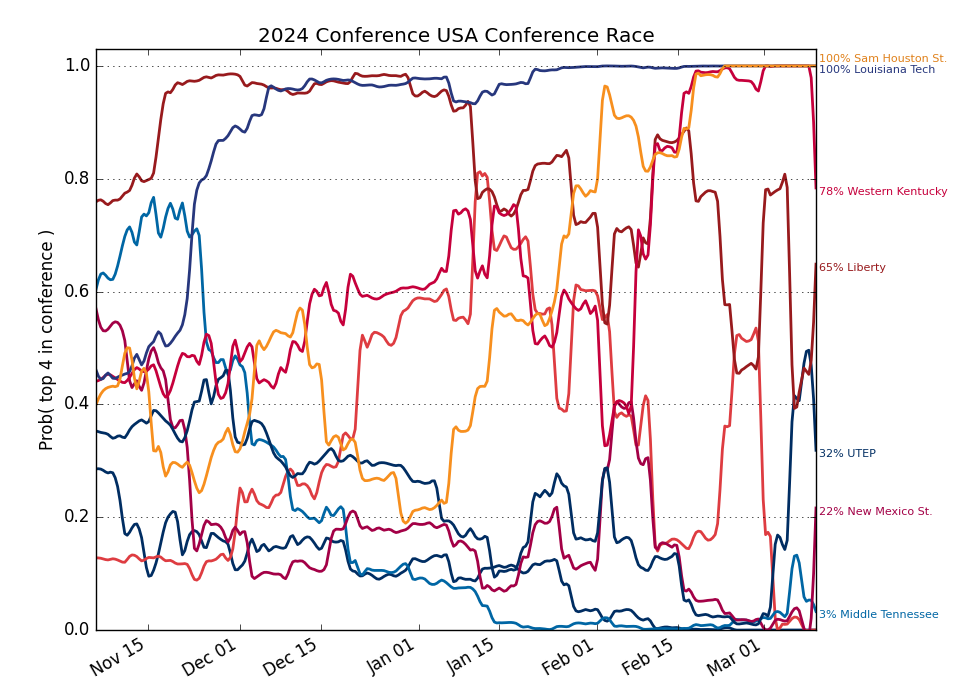 2024 Conference USA Conference Race
Prob( top 4 in conference )
1.0
0.8
0.6
0.4
0.2
0.0
Nov 15
Dec 01
Dec 15
Jan 01
Jan 15
Feb 01
Feb 15
Mar 01
100% Sam Houston St.
100% Louisiana Tech
78% Western Kentucky
65% Liberty
32% UTEP
22% New Mexico St.
3% Middle Tennessee